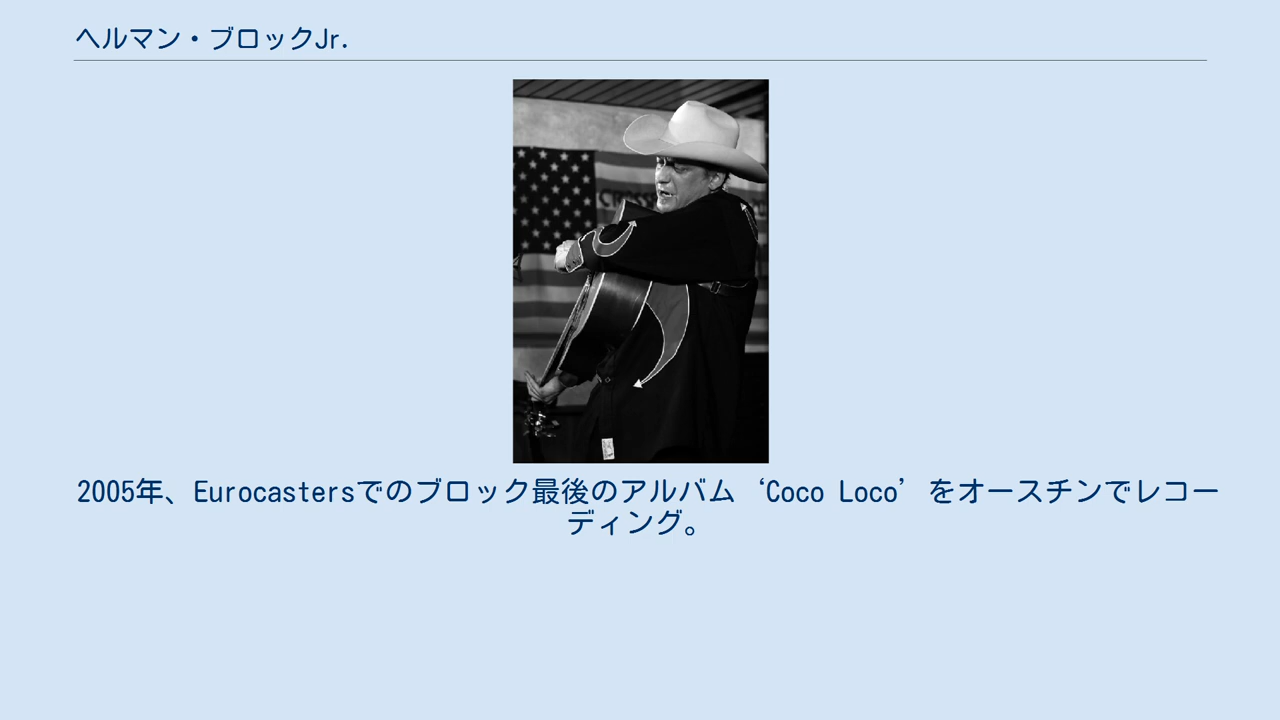 ヘルマン・ブロックJr.
2005年、Eurocastersでのブロック最後のアルバム‘Coco Loco’をオースチンでレコー
ディング。